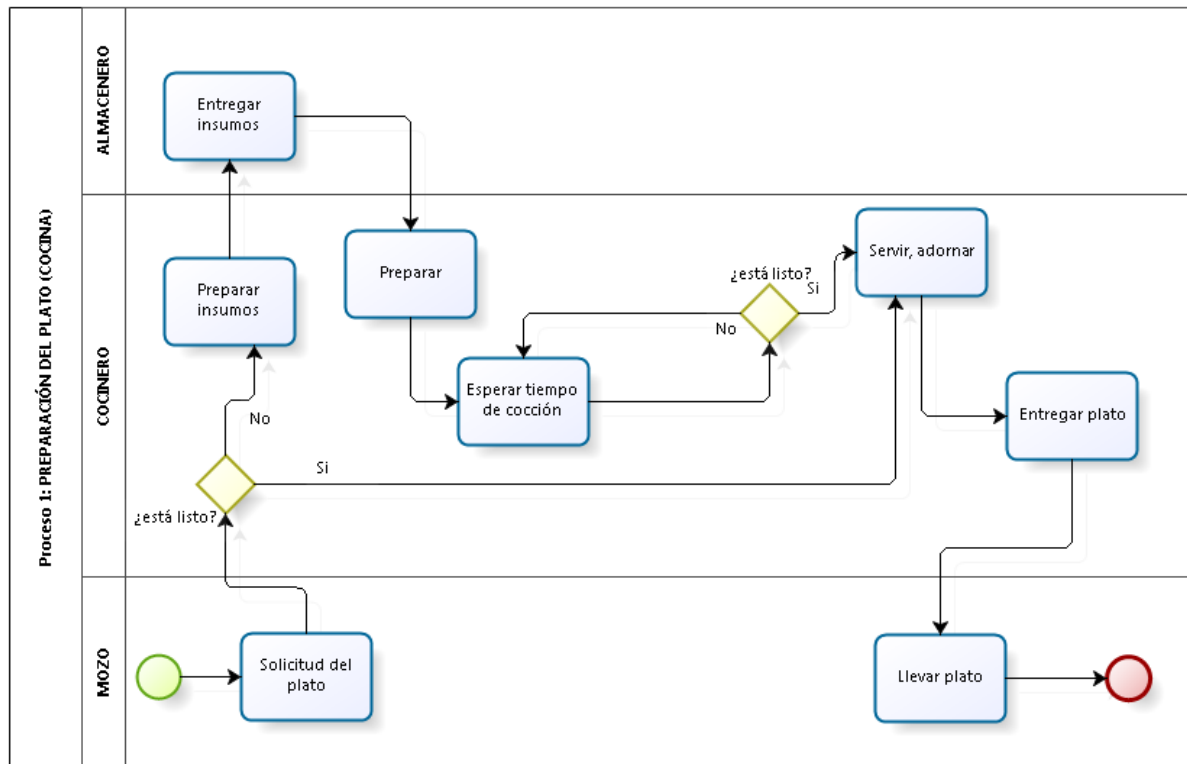 Proceso 1: PREPARACIÓN DEL PLATO (COCINA)
ALMACENERO
Entregar
insumos
COCINERO
Preparar
insumos
Preparar
¿está listo?
Si
No
Servir, adornar
Esperar tiempo
de cocción
Entregar plato
No
Si
¿está listo?
MOZO
Solicitud del
plato
Llevar plato